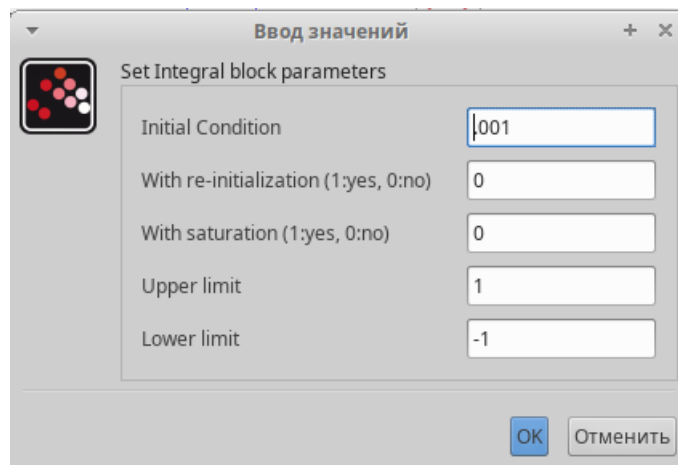 Ввод значений
Set Integral block parameters
Initial Condition .001
With re-initialization (1:yes, 0:no) 0
With saturation (1:yes, 0:no) 0
Upper limit 1
Lower limit -1
OK Отменить